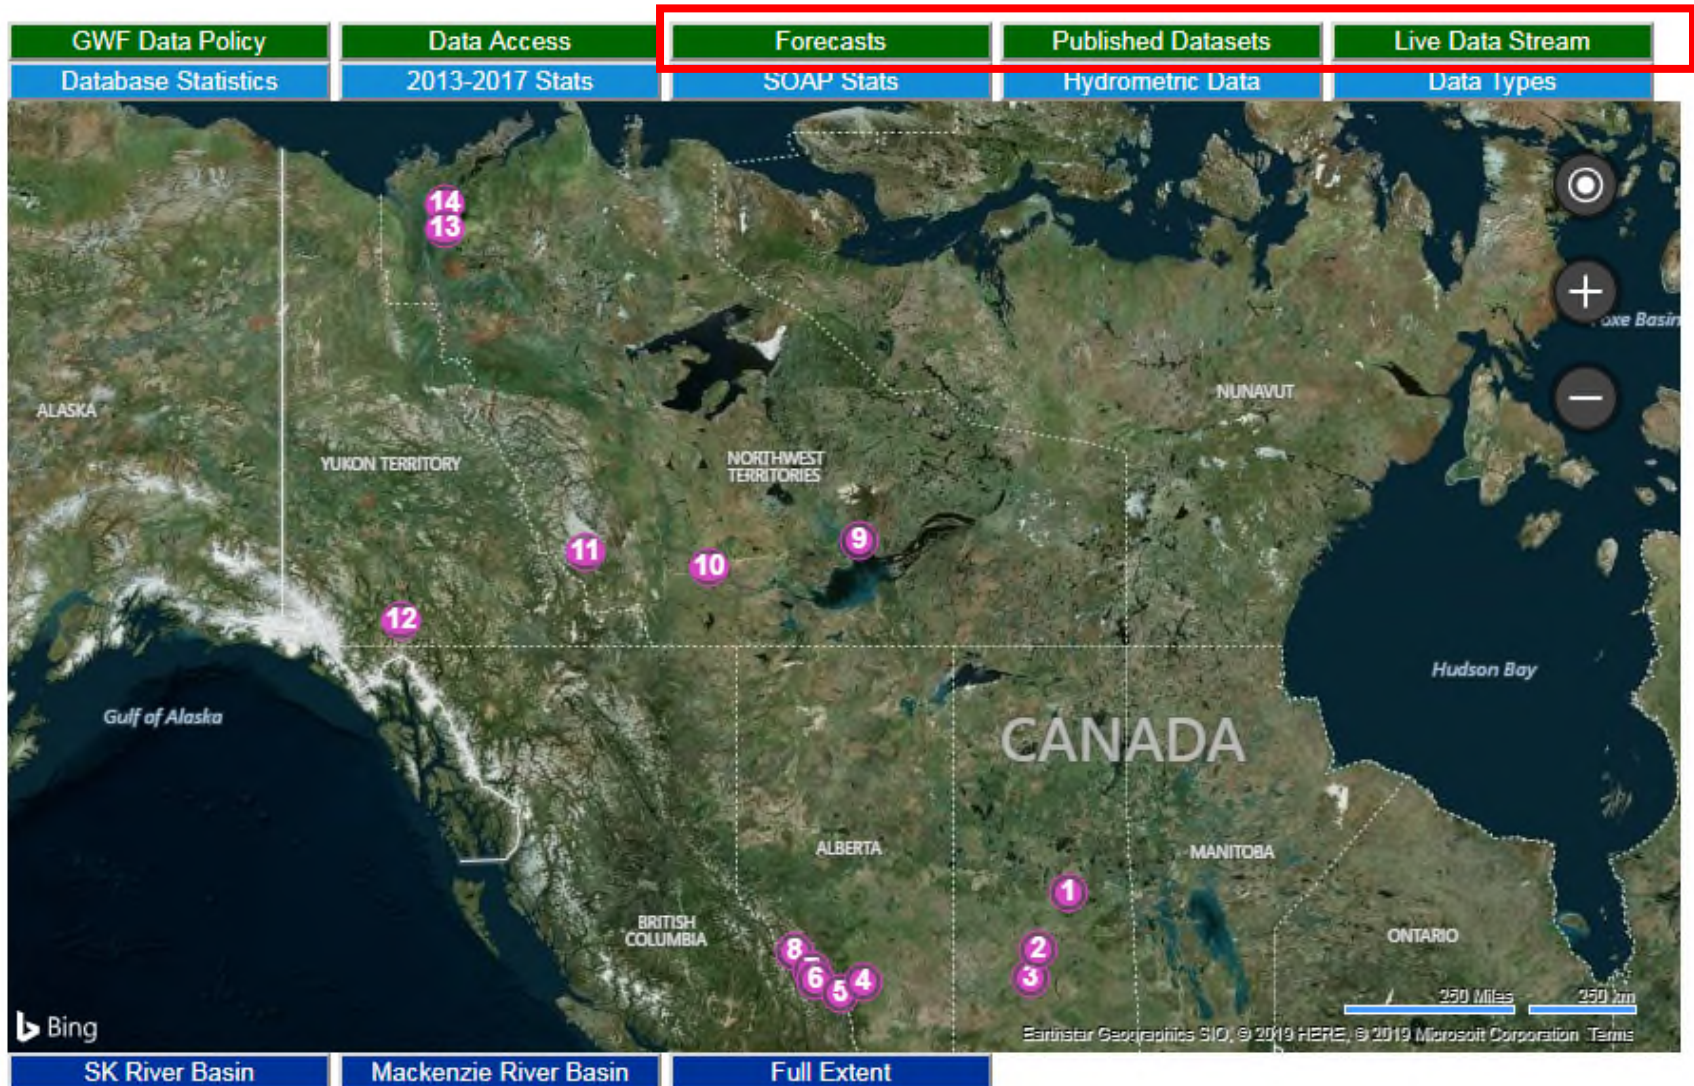 GWF Data Policy
Data Access
Forecasts
Published Datasets
Live Data Stream
Database Statistics
2013-2017 Stats
SOAP Stats
Hydrometric Data
Data Types
14
13
oxe Basin
NUNAVUT
ALASKA
YUKON TERRITORY
NORTHWEST
TERRITORIES
9
11
10
12
Hudson Bay
Gulf of Alaska
CANADA
ALBERTA
MANITOBA
1
BRITISH
COLUMBIA
ONTARIO
2
8
6
5
4
3
250 Miles
250 km
Bing
Earthstar Geographics SIO, © 2019 HERE, © 2019 Microsoft Corporation Terms
SK River Basin
Mackenzie River Basin
Full Extent